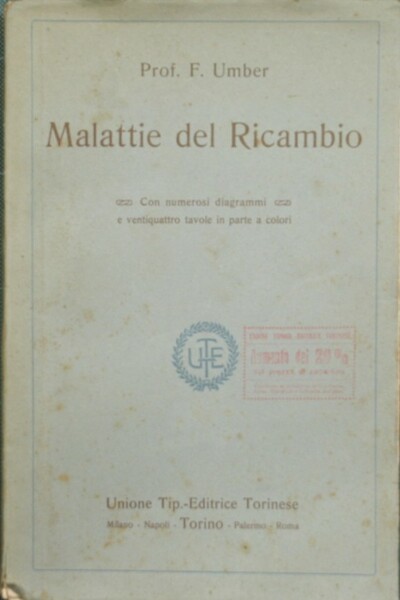 Prof. F. Umber
Malattie del Ricambio
Con numerosi diagrammi
e ventiquattro tavole in parte a colori
UTE
Unione Tip.-Editrice Torinese
Milano - Napoli - Torino - Palermo - Roma